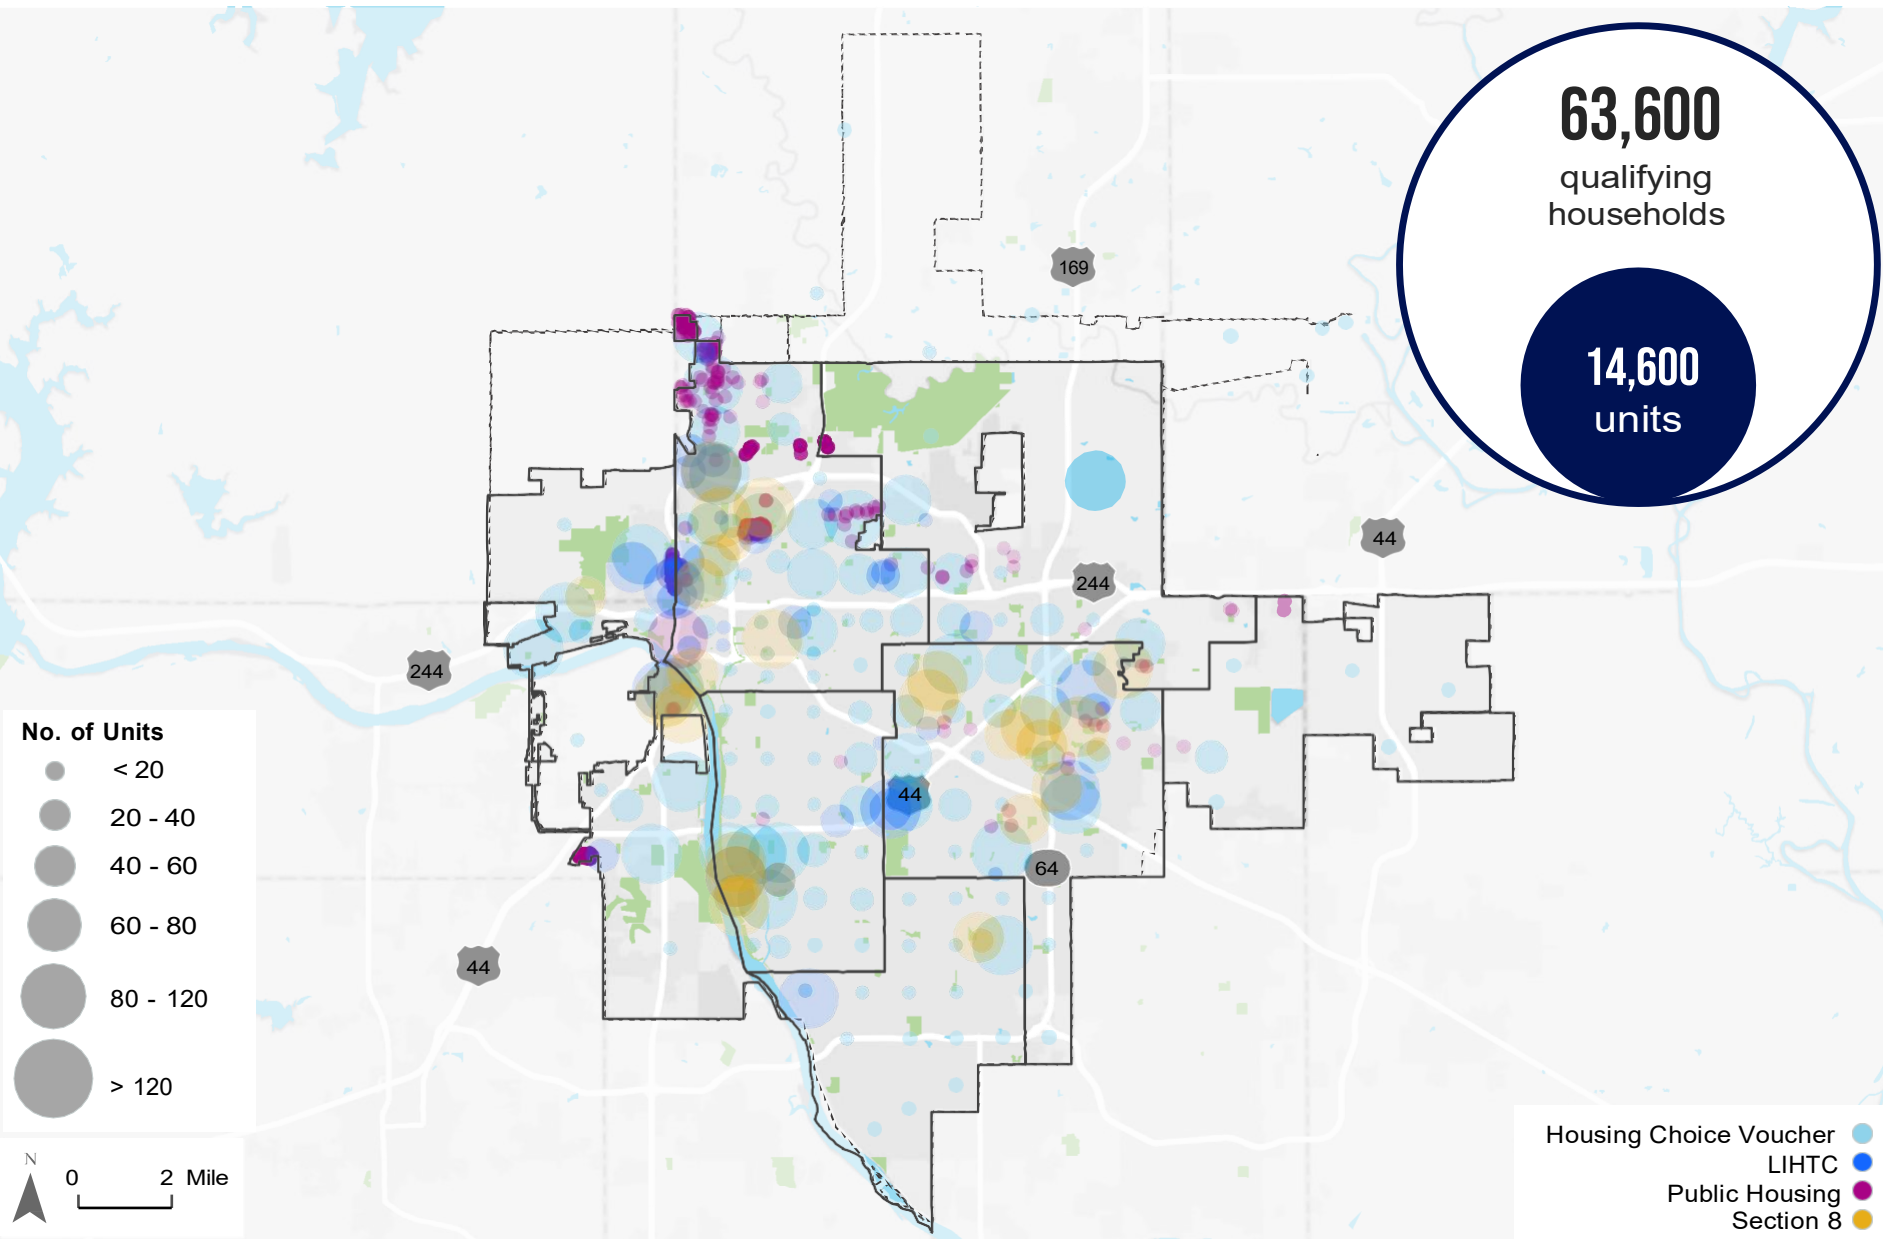 63,600
qualifying
households
14,600
units
169
44
244
244
44
64
44
No. of Units
< 20
20 - 40
40 - 60
60 - 80
80 - 120
> 120
N
0 2 Mile
Housing Choice Voucher
LIHTC
Public Housing
Section 8